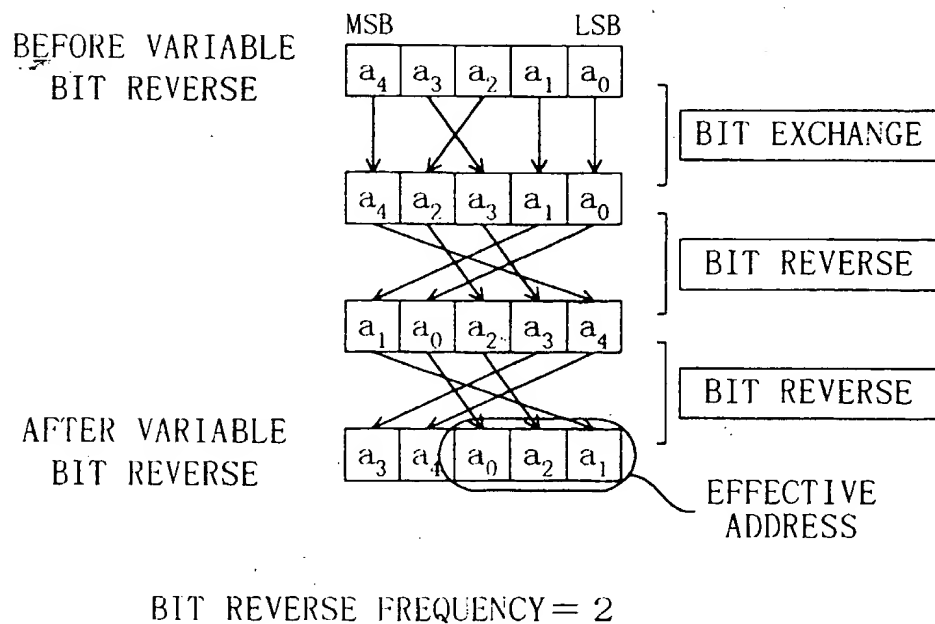 MSB LSB
BEFORE VARIABLE
BIT REVERSE
a4 a3 a2 a1 a0
BIT EXCHANGE
a4 a2 a3 a1 a0
BIT REVERSE
a1 a0 a2 a3 a4
BIT REVERSE
AFTER VARIABLE
BIT REVERSE
a3 a4 a0 a2 a1
EFFECTIVE
ADDRESS
BIT REVERSE FREQUENCY = 2